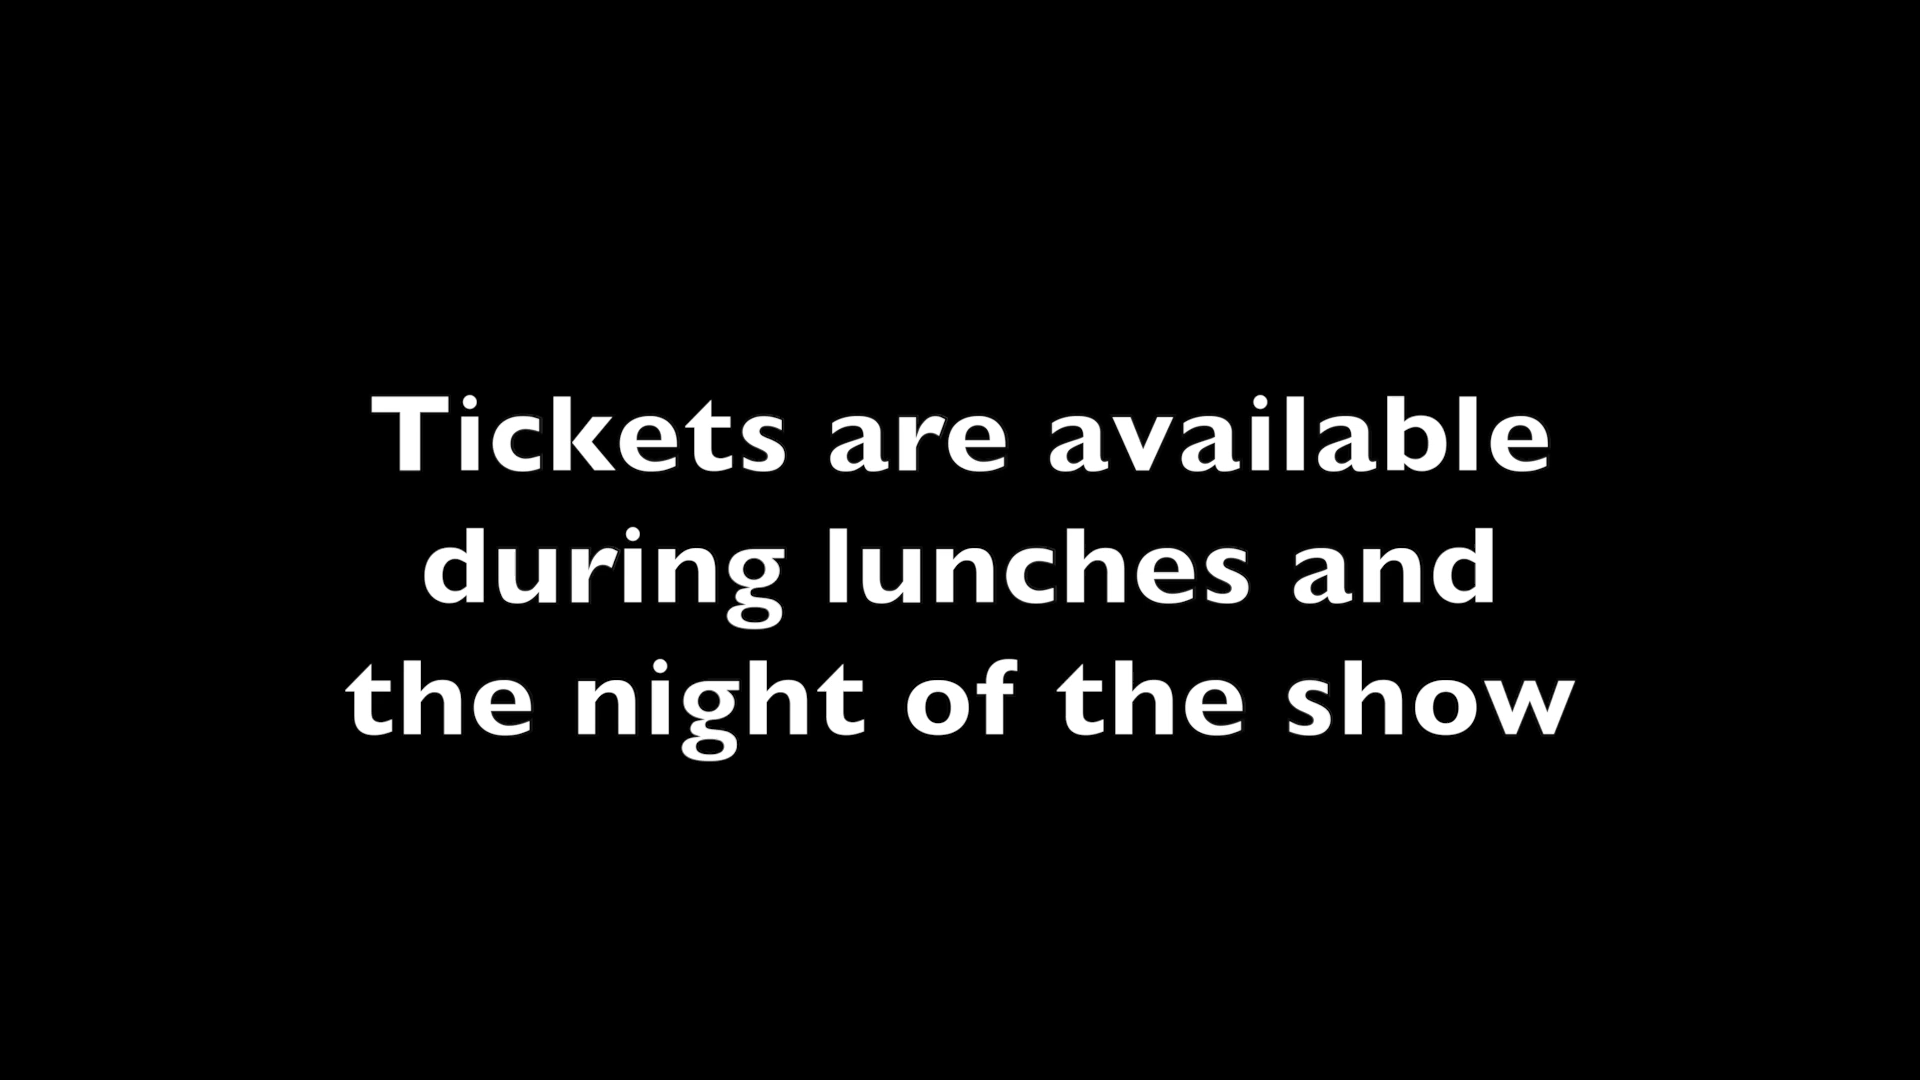 Tickets are available
during lunches and
the night of the show